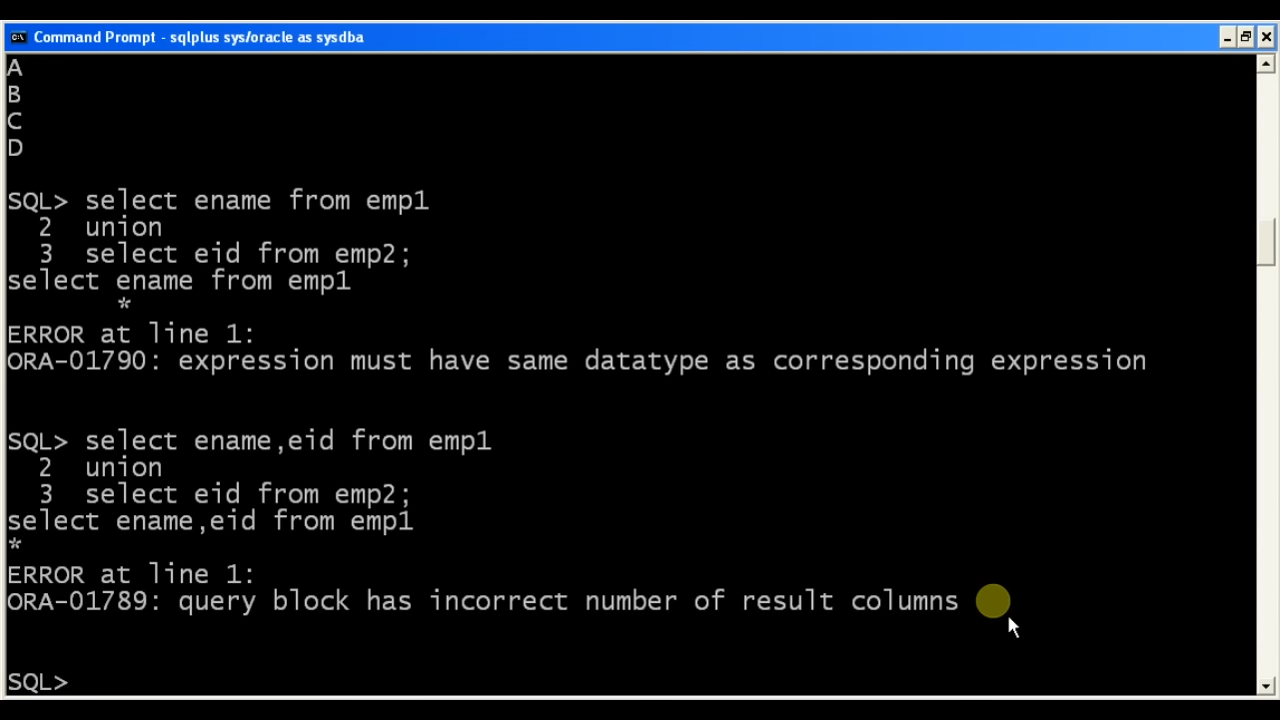 Command Prompt - sqlplus sys/oracle as sysdba
A
B
C
D
SQL> select ename from emp1
2 union
3 select eid from emp2;
select ename from emp1
*
ERROR at line 1:
ORA-01790: expression must have same datatype as corresponding expression
SQL> select ename,eid from emp1
2 union
3 select eid from emp2;
select ename,eid from emp1
*
ERROR at line 1:
ORA-01789: query block has incorrect number of result columns
SQL>